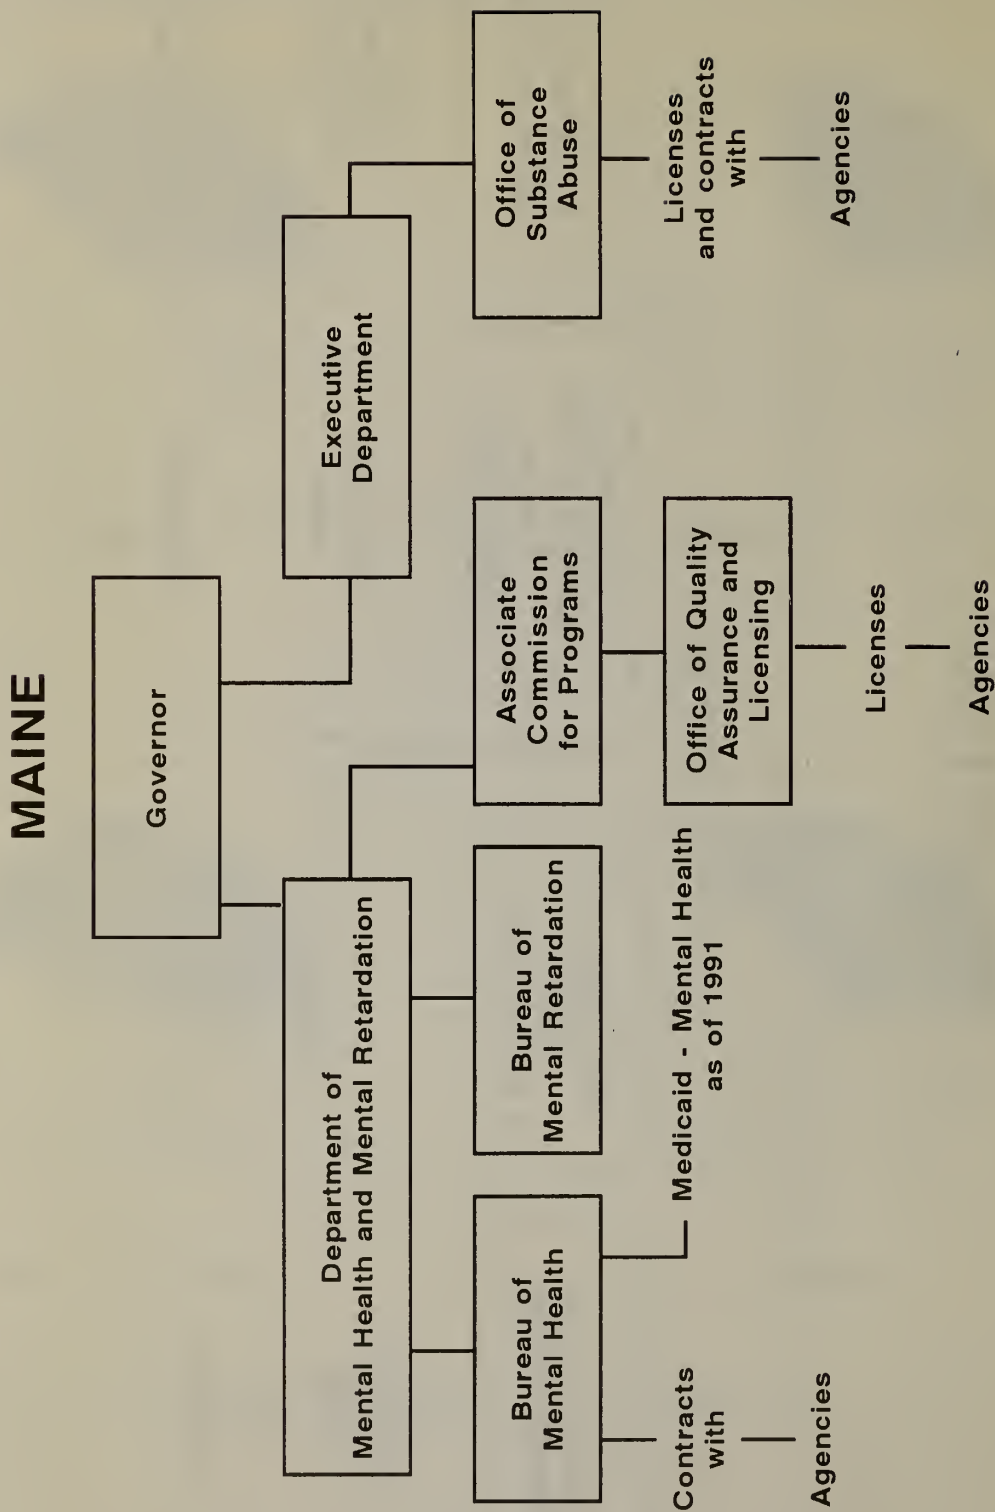 MAINE
Governor
Department of
Mental Health and Mental Retardation
Executive
Department
Bureau of
Mental Health
Bureau of
Mental Retardation
Associate
Commission
for Programs
Office of
Substance
Abuse
Contracts
with
Agencies
Medicaid - Mental Health
as of 1991
Office of Quality
Assurance and
Licensing
Licenses
Agencies
Licenses
and contracts
with
Agencies